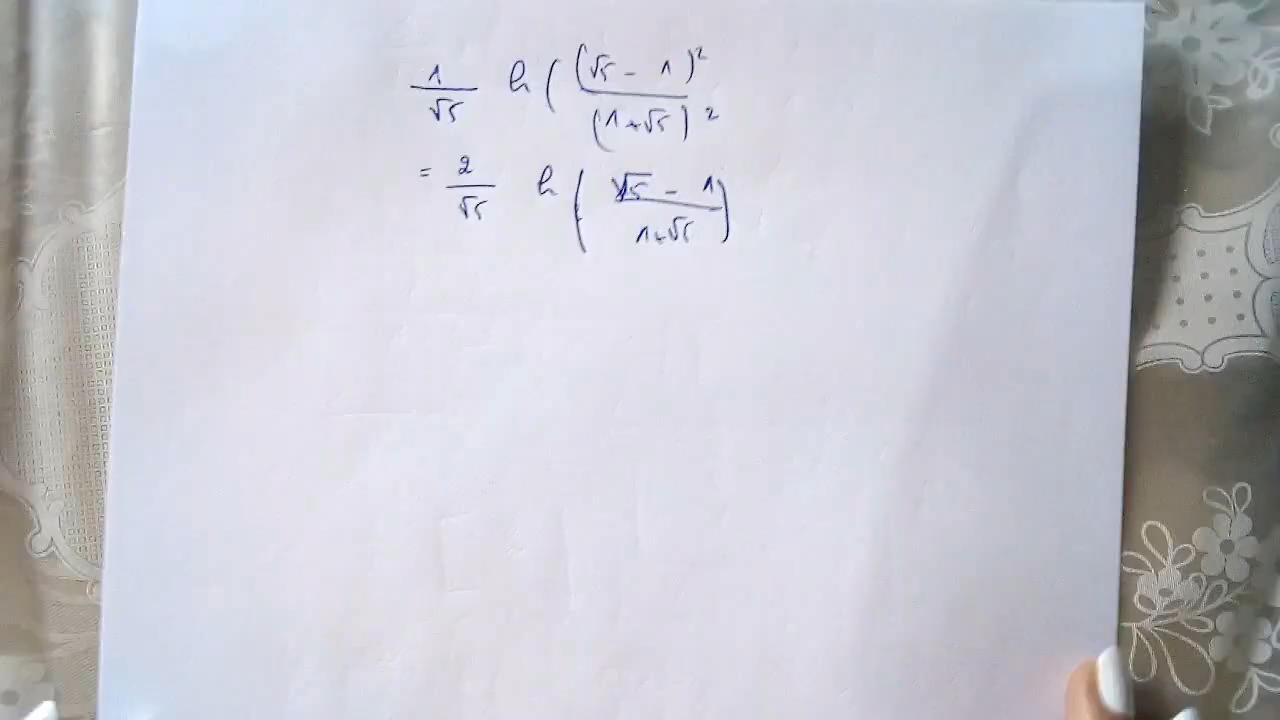 1/√5 ln( (√5 - 1)² / (1+√5)²
= 2/√5 ln( (√5 - 1) / (1+√5) )